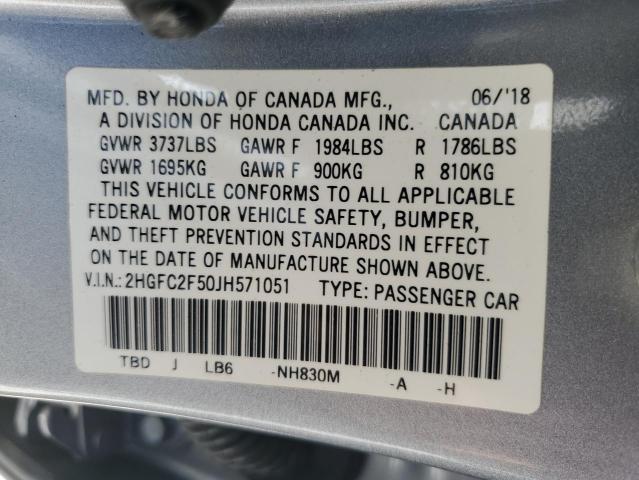 MFD. BY HONDA OF CANADA MFG., 06/'18
A DIVISION OF HONDA CANADA INC. CANADA
GVWR 3737LBS GAWR F 1984LBS R 1786LBS
GVWR 1695KG GAWR F 900KG R 810KG
THIS VEHICLE CONFORMS TO ALL APPLICABLE
FEDERAL MOTOR VEHICLE SAFETY, BUMPER,
AND THEFT PREVENTION STANDARDS IN EFFECT
ON THE DATE OF MANUFACTURE SHOWN ABOVE.
V.I.N.: 2HGFC2F50JH571051 TYPE: PASSENGER CAR
TBD J LB6 -NH830M -A -H